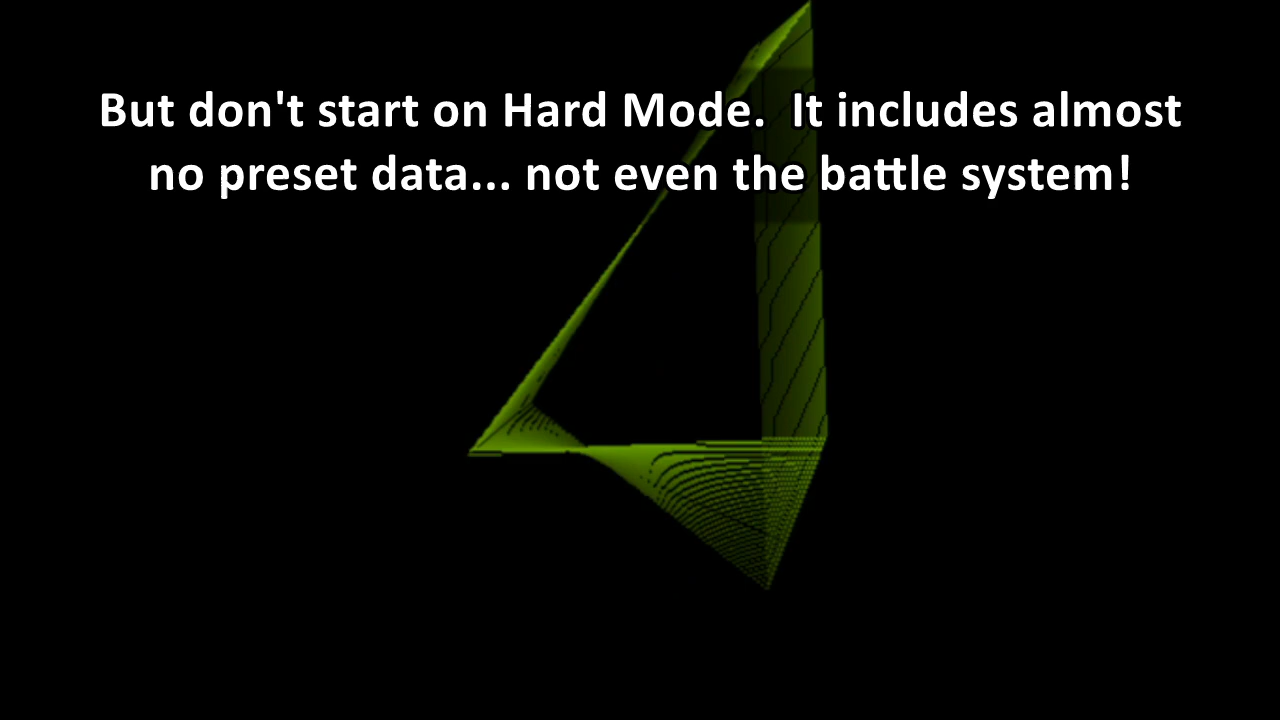 But don't start on Hard Mode.  It includes almost
no preset data... not even the battle system!